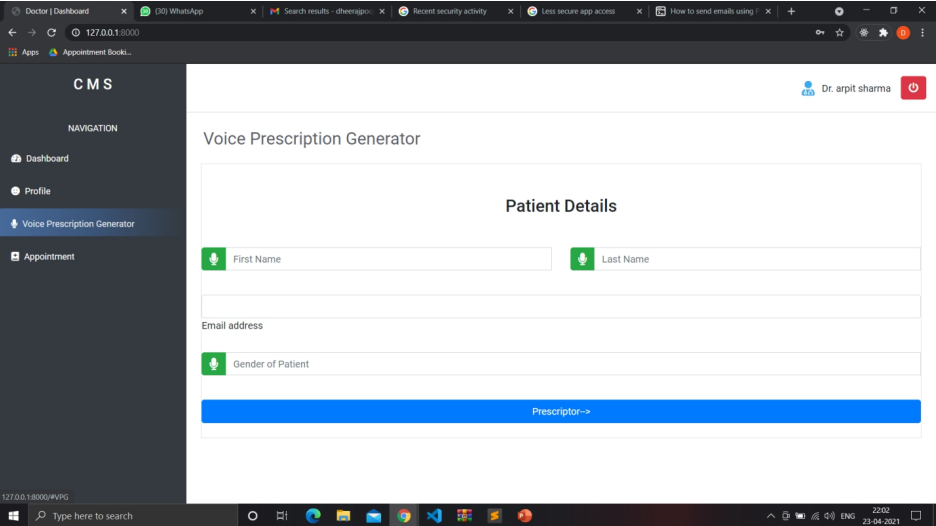 Doctor | Dashboard
(30) WhatsApp
Search results - dheerajpoo
Recent security activity
Less secure app access
How to send emails using P
127.0.0.1:8000
D
Apps
Appointment Booki...
CMS
Dr. arpit sharma
NAVIGATION
Voice Prescription Generator
Dashboard
Profile
Patient Details
Voice Prescription Generator
Appointment
First Name
Last Name
Email address
Gender of Patient
Prescriptor-->
127.0.0.1:8000/#VPG
Type here to search
ENG
22:02
23-04-2021